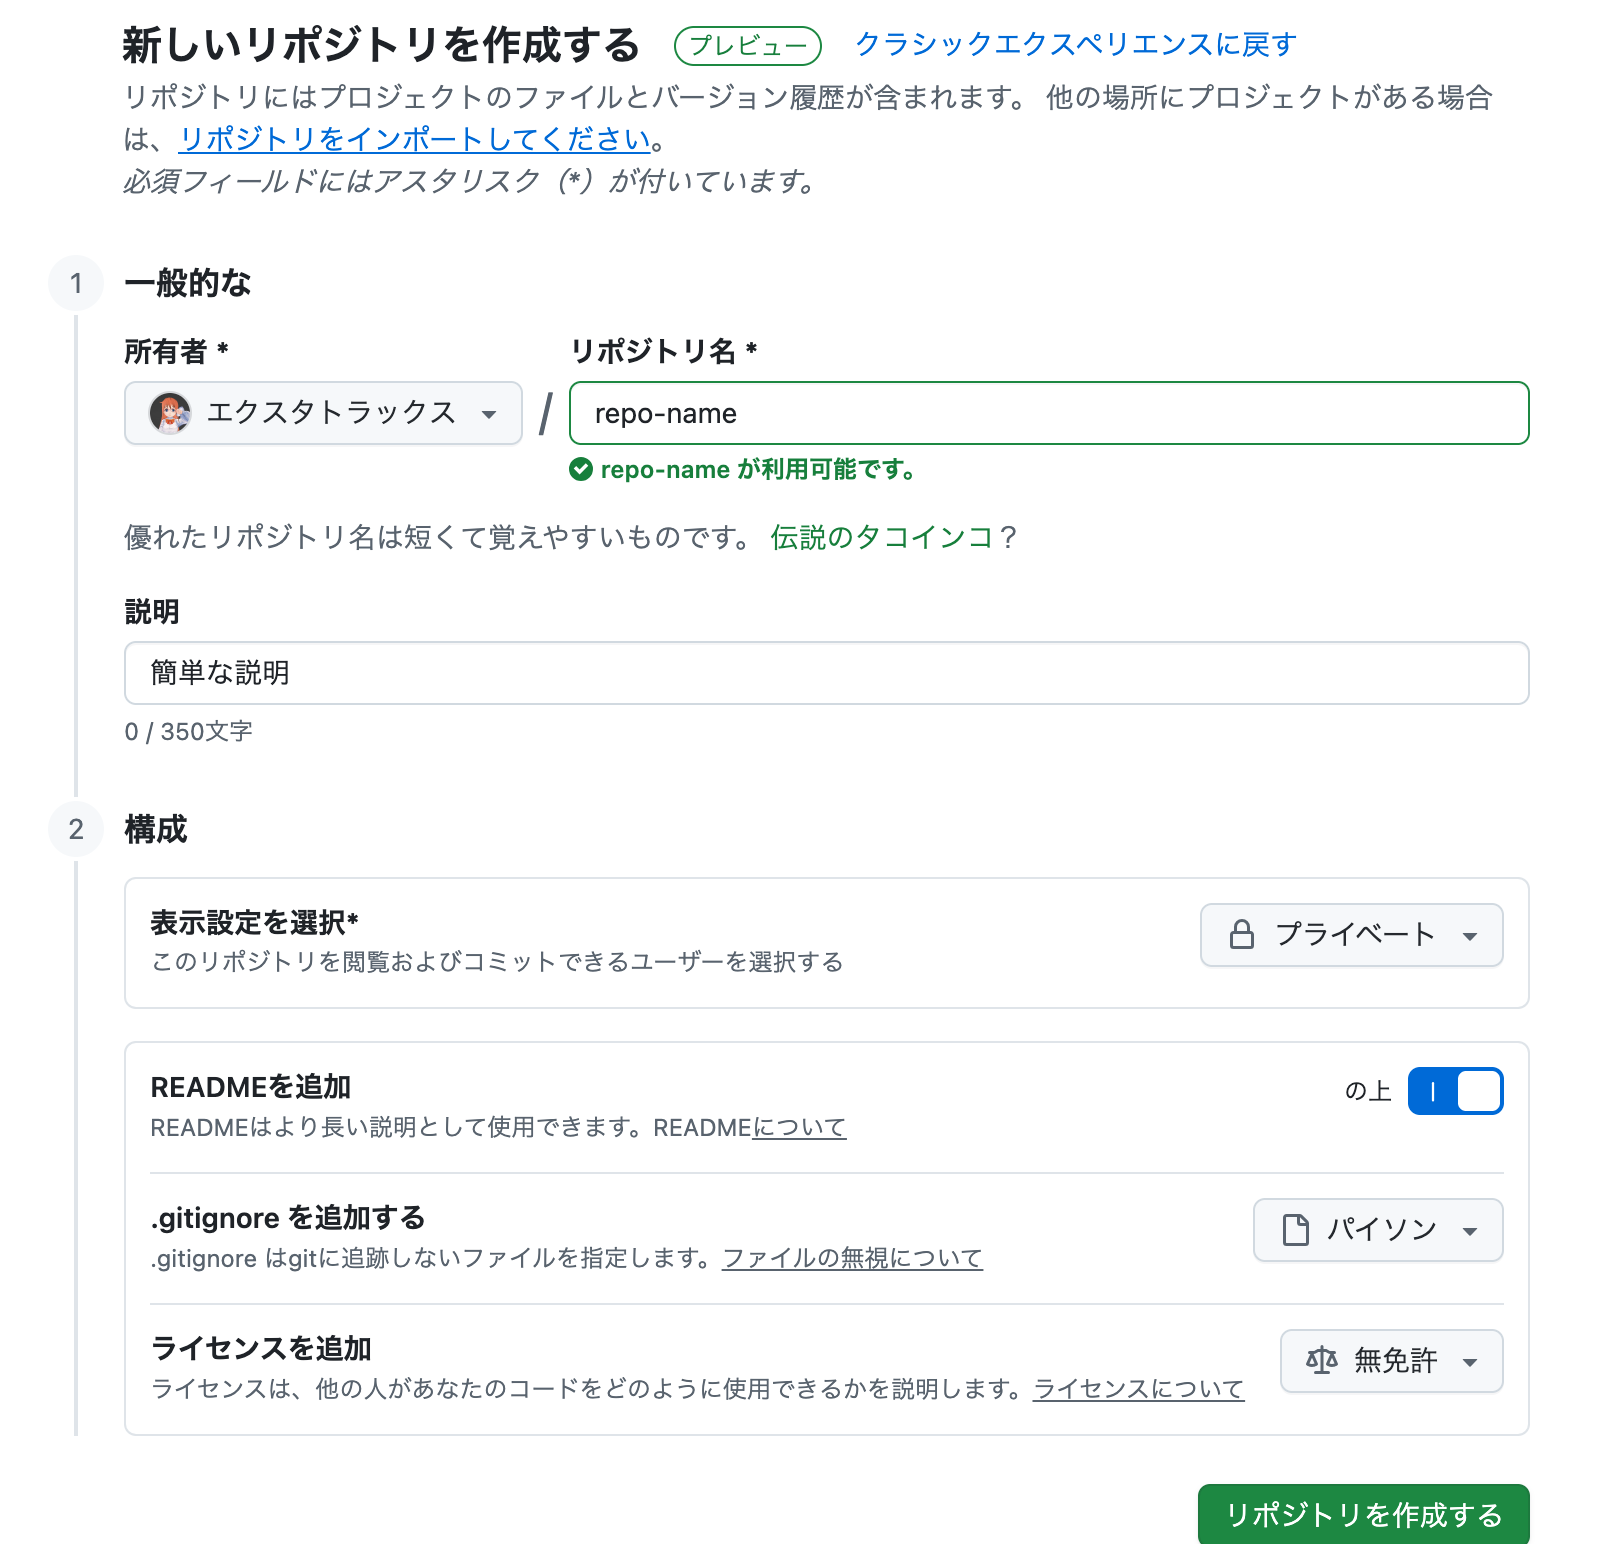 新しいリポジトリを作成する プレビュー クラシックエクスペリエンスに戻す
リポジトリにはプロジェクトのファイルとバージョン履歴が含まれます。 他の場所にプロジェクトがある場合
は、リポジトリをインポートしてください。
必須フィールドにはアスタリスク（*）が付いています。
1 一般的な
所有者 * リポジトリ名 *
エクスタトラックス / repo-name
repo-name が利用可能です。
優れたリポジトリ名は短くて覚えやすいものです。 伝説のタコインコ？
説明
簡単な説明
0 / 350文字
2 構成
表示設定を選択* プライベート
このリポジトリを閲覧およびコミットできるユーザーを選択する
READMEを追加 の上
READMEはより長い説明として使用できます。READMEについて
.gitignore を追加する パイソン
.gitignore はgitに追跡しないファイルを指定します。ファイルの無視について
ライセンスを追加 無免許
ライセンスは、他の人があなたのコードをどのように使用できるかを説明します。ライセンスについて
リポジトリを作成する